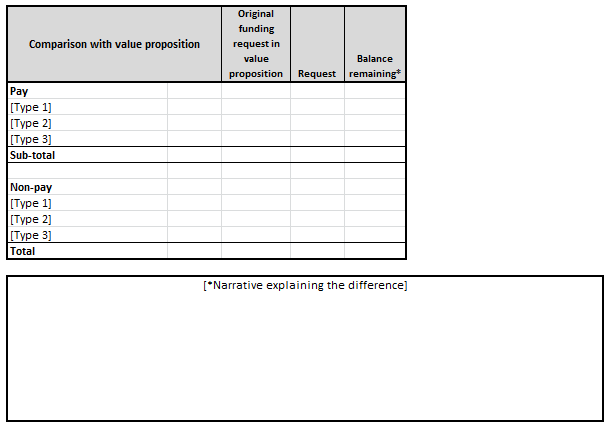 Comparison with value proposition
Original
funding
request in
value
proposition
Request
Balance
remaining*
Pay
[Type 1]
[Type 2]
[Type 3]
Sub-total
Non-pay
[Type 1]
[Type 2]
[Type 3]
Total
[*Narrative explaining the difference]